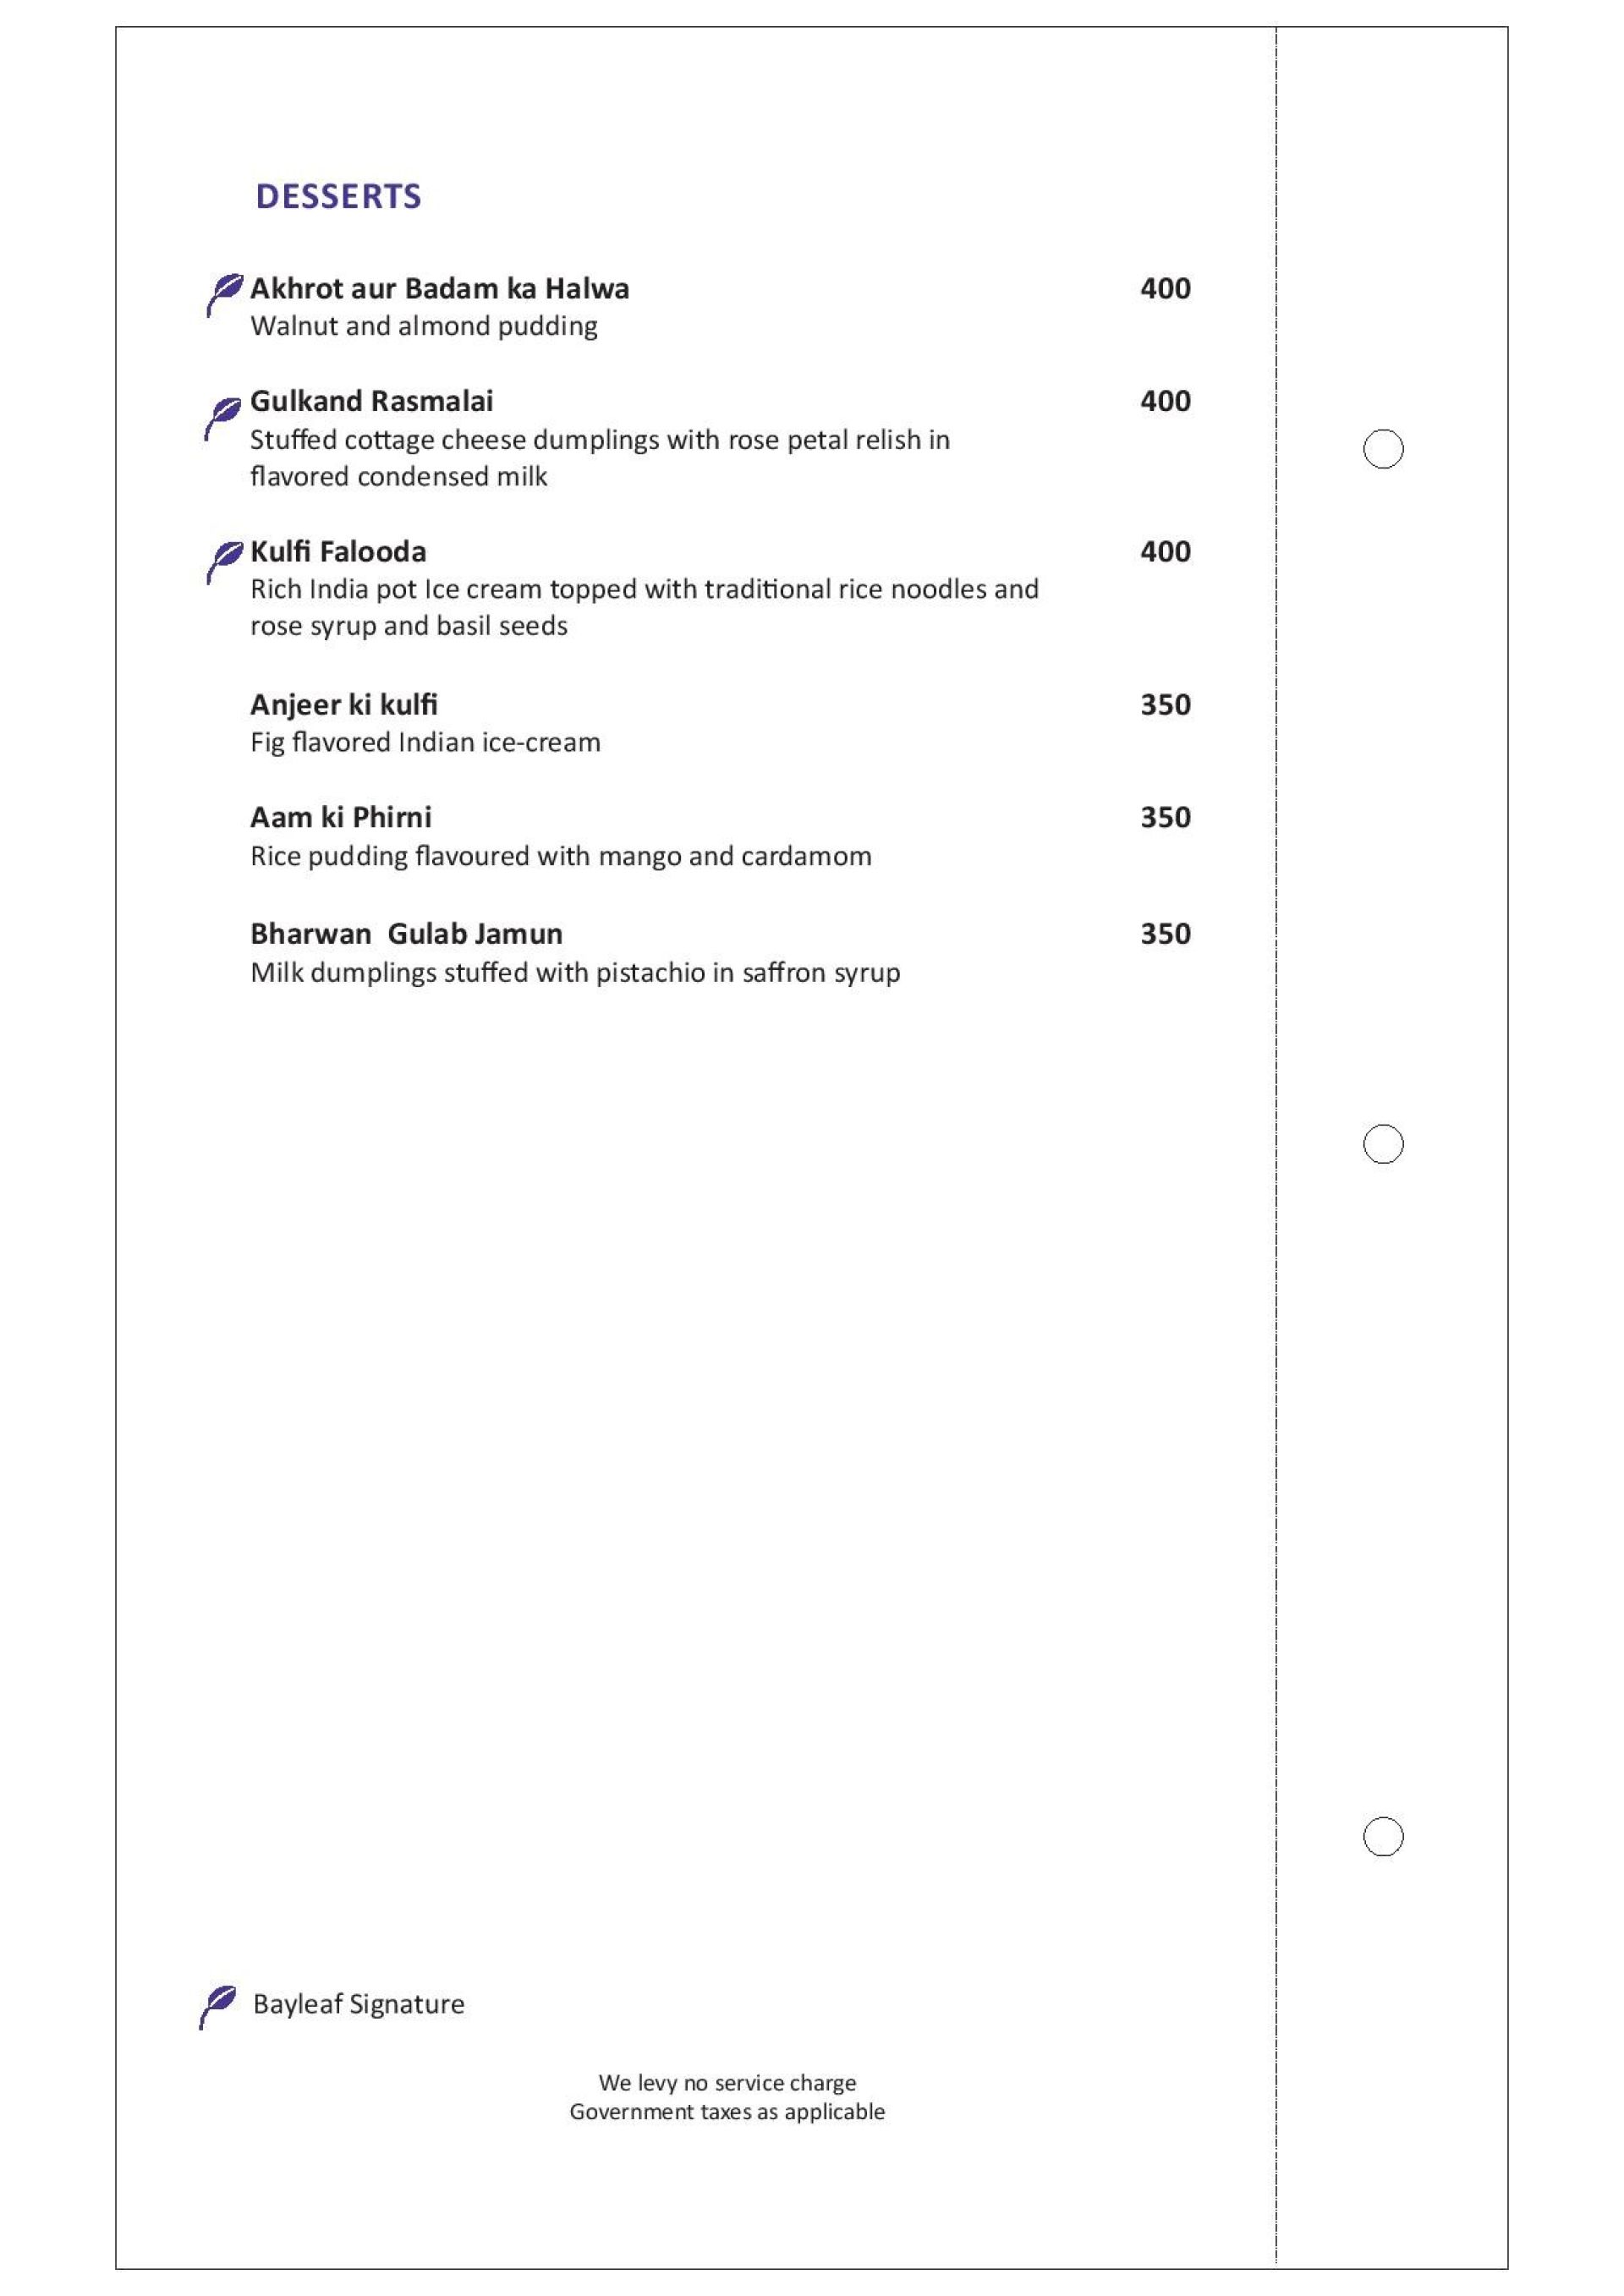 DESSERTS
Akhrot aur Badam ka Halwa 400
Walnut and almond pudding
Gulkand Rasmalai 400
Stuffed cottage cheese dumplings with rose petal relish in
flavored condensed milk
Kulfi Falooda 400
Rich India pot Ice cream topped with traditional rice noodles and
rose syrup and basil seeds
Anjeer ki kulfi 350
Fig flavored Indian ice-cream
Aam ki Phirni 350
Rice pudding flavoured with mango and cardamom
Bharwan  Gulab Jamun 350
Milk dumplings stuffed with pistachio in saffron syrup
Bayleaf Signature
We levy no service charge
Government taxes as applicable